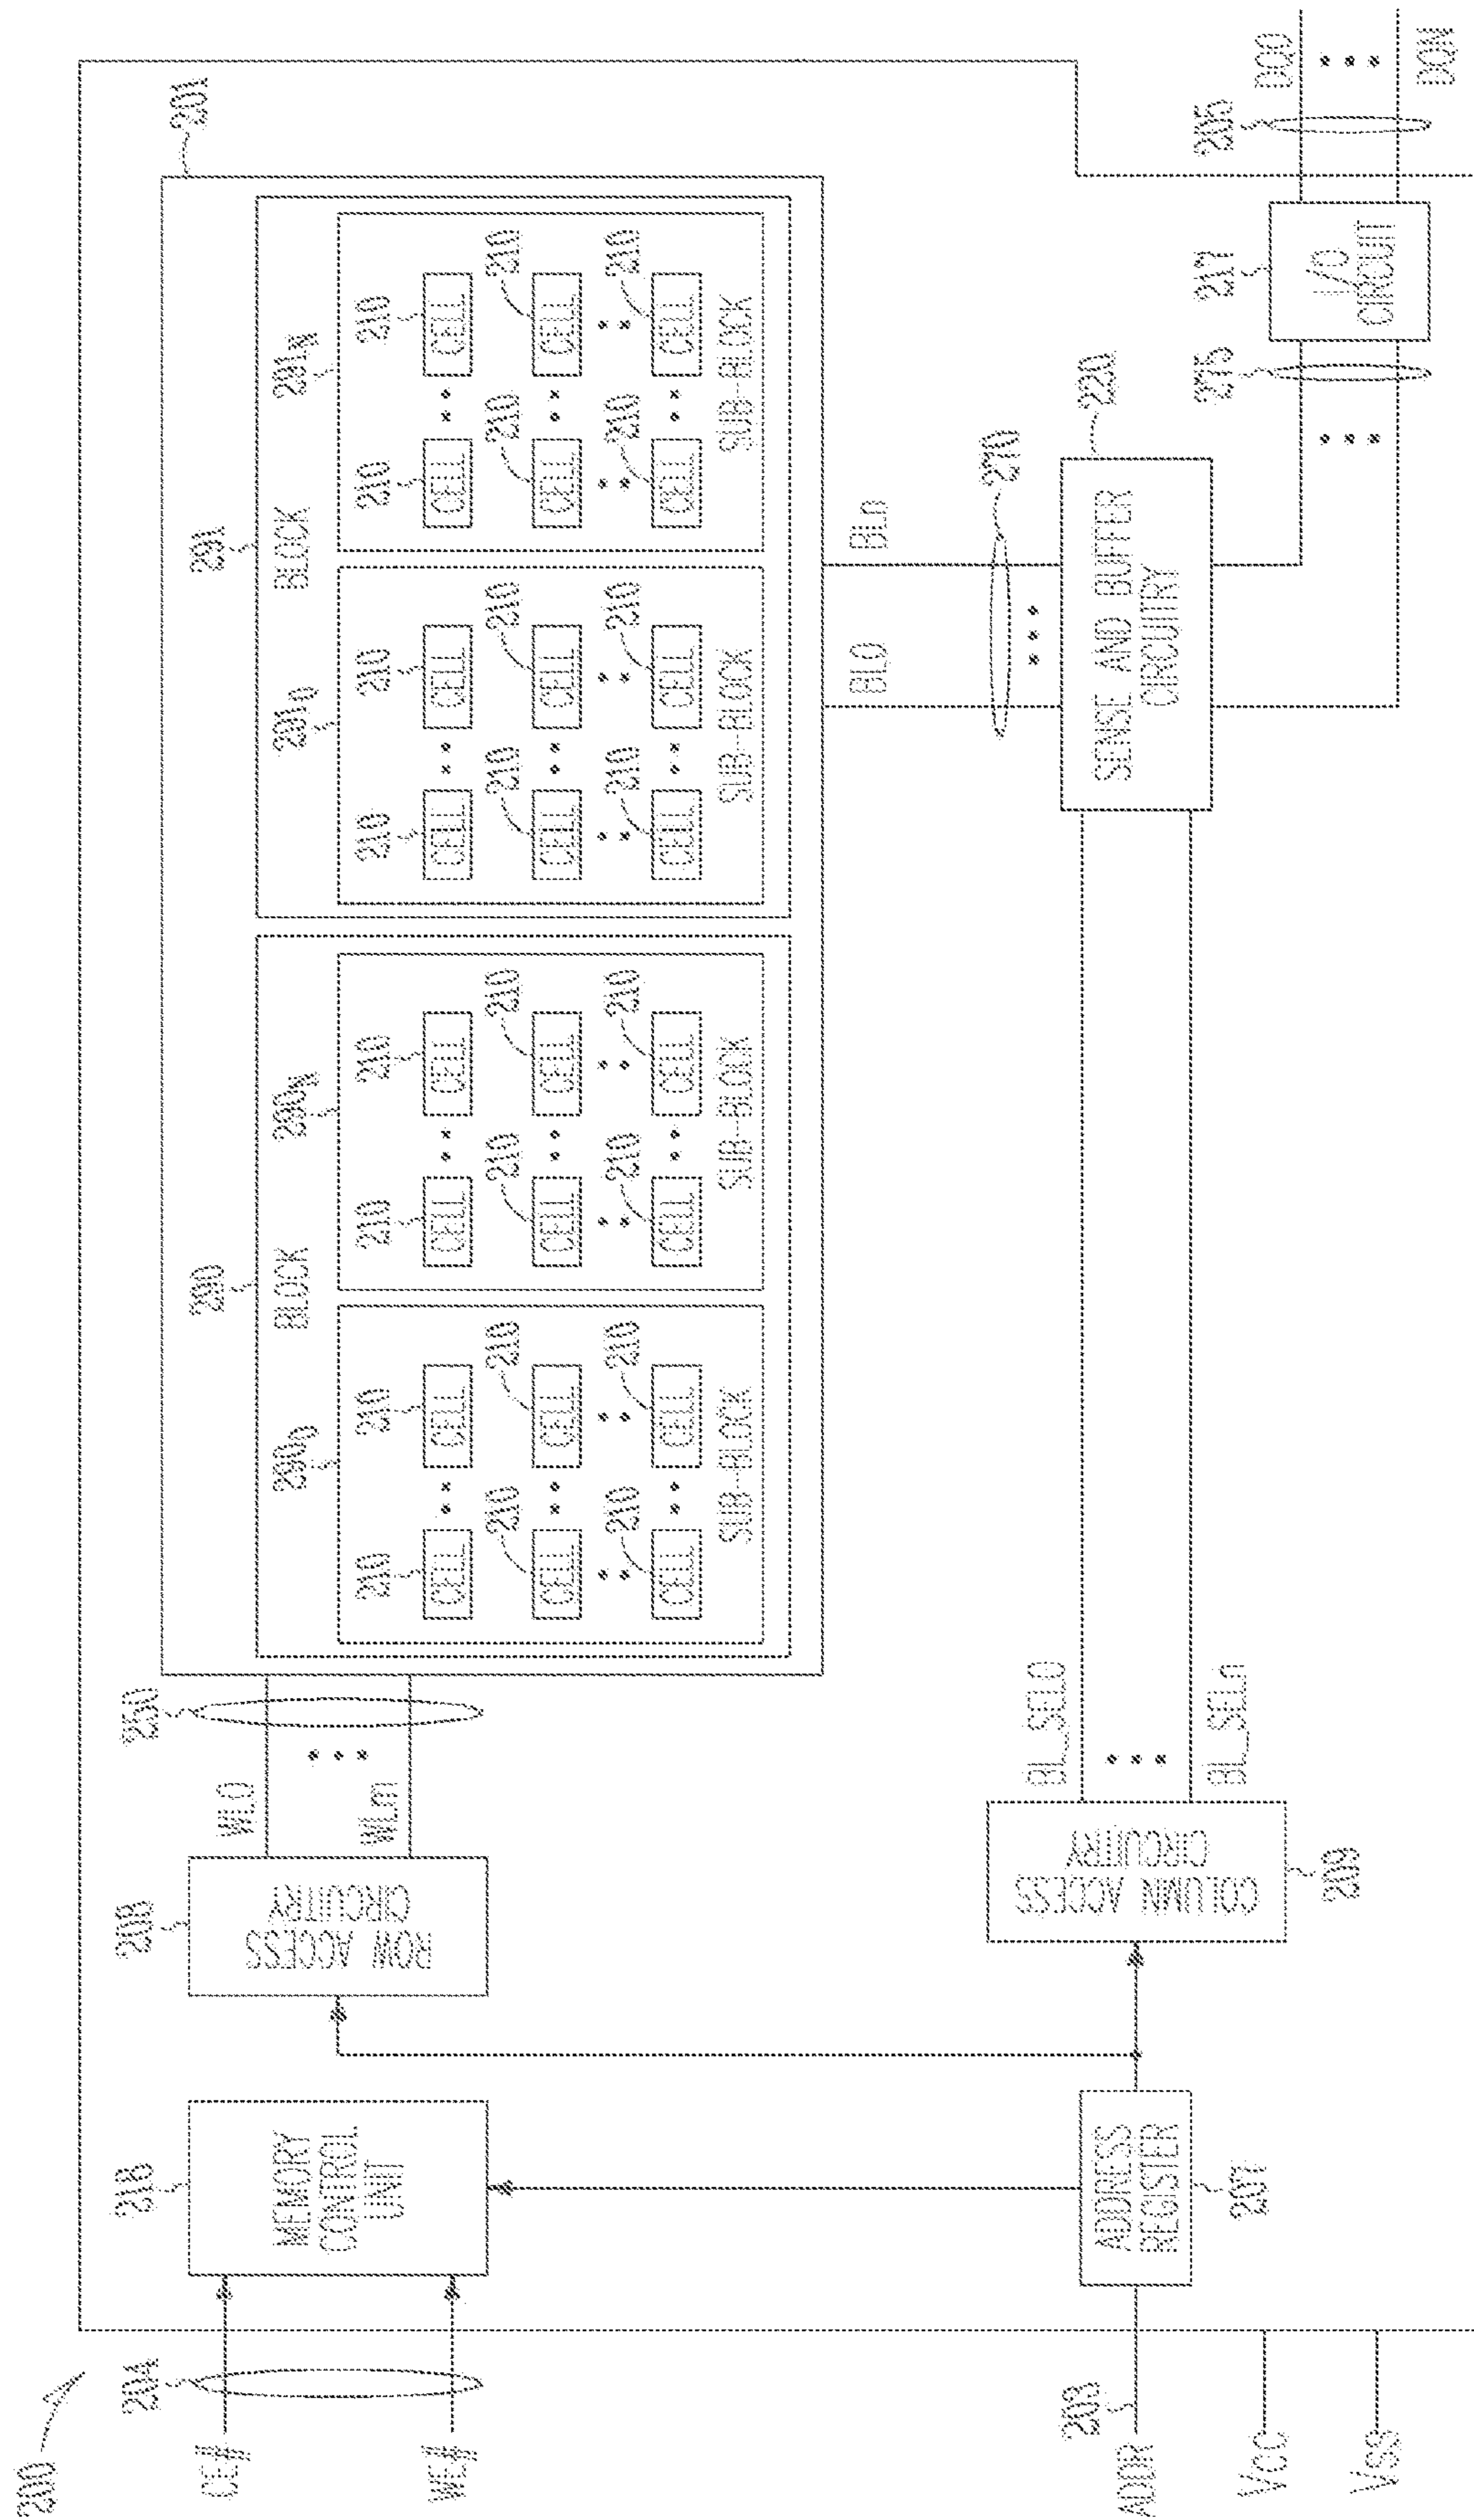 200
204
218
208
250
201
CE#
WE#
MEMORY
CONTROL
UNIT
ROW ACCESS
CIRCUITRY
WL0
WLm
290
291
290₀ BLOCK 290N
291₀ BLOCK 291N
210 210 210 210 210 210 210 210
CELL CELL CELL CELL CELL CELL CELL CELL
210 210 210 210 210 210 210 210
CELL CELL CELL CELL CELL CELL CELL CELL
210 210 210 210 210 210 210 210
CELL CELL CELL CELL CELL CELL CELL CELL
SUB-BLOCK SUB-BLOCK SUB-BLOCK SUB-BLOCK
BL0 BLn
270
203
ADDR
ADDRESS
REGISTER
207
COLUMN ACCESS
CIRCUITRY
209
BL_SEL0
BL_SELn
SENSE AND BUFFER
CIRCUITRY
220
275
217
I/O
CIRCUIT
205
DQ0
DQN
Vcc
Vss